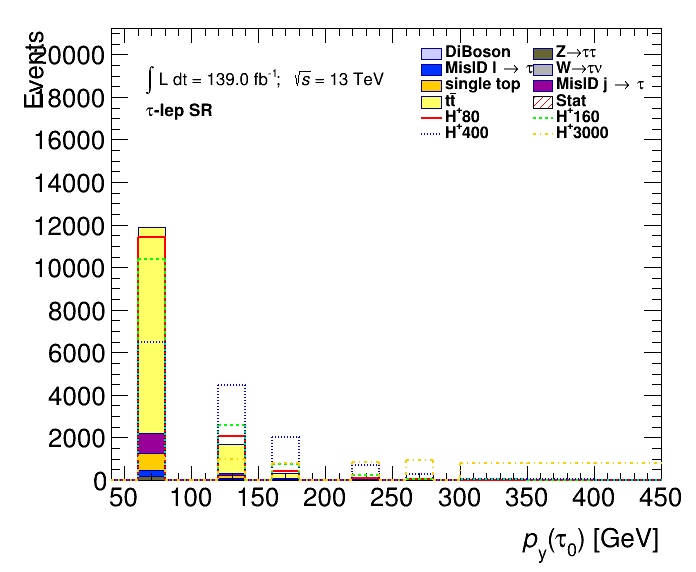 Events
20000
18000
16000
14000
12000
10000
8000
6000
4000
2000
0
∫ L dt = 139.0 fb⁻¹; √s = 13 TeV
τ-lep SR
DiBoson
Z→ττ
MisID l → τ
W→τν
single top
MisID j → τ
tt̄
Stat
H⁺80
H⁺160
H⁺400
H⁺3000
50 100 150 200 250 300 350 400 450
p_y(τ₀) [GeV]